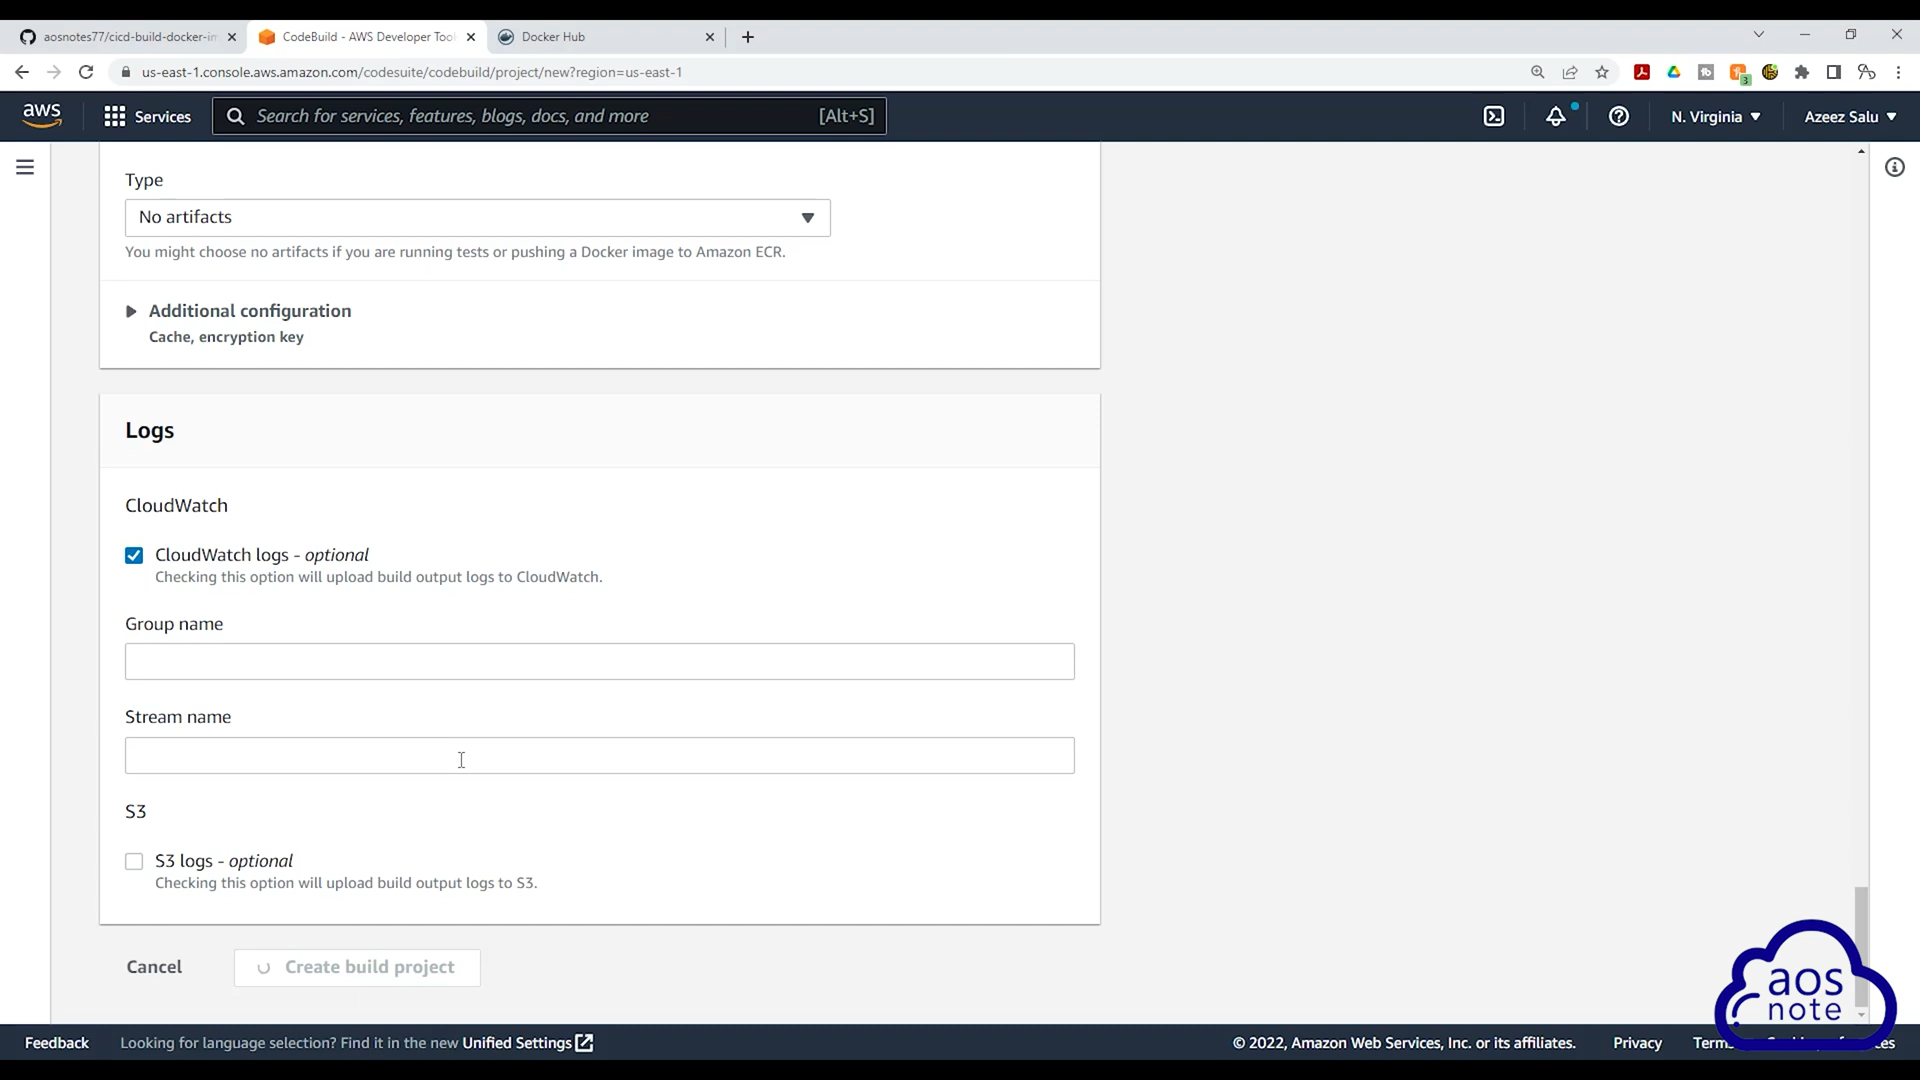 aosnotes77/cicd-build-docker-im
CodeBuild - AWS Developer Tool
Docker Hub
us-east-1.console.aws.amazon.com/codesuite/codebuild/project/new?region=us-east-1
3
aws
Services
Search for services, features, blogs, docs, and more
[Alt+S]
N. Virginia
Azeez Salu
Type
No artifacts
You might choose no artifacts if you are running tests or pushing a Docker image to Amazon ECR.
Additional configuration
Cache, encryption key
Logs
CloudWatch
CloudWatch logs - optional
Checking this option will upload build output logs to CloudWatch.
Group name
Stream name
S3
S3 logs - optional
Checking this option will upload build output logs to S3.
Cancel
Create build project
aos
note
Feedback
Looking for language selection? Find it in the new Unified Settings
© 2022, Amazon Web Services, Inc. or its affiliates.
Privacy
Terms